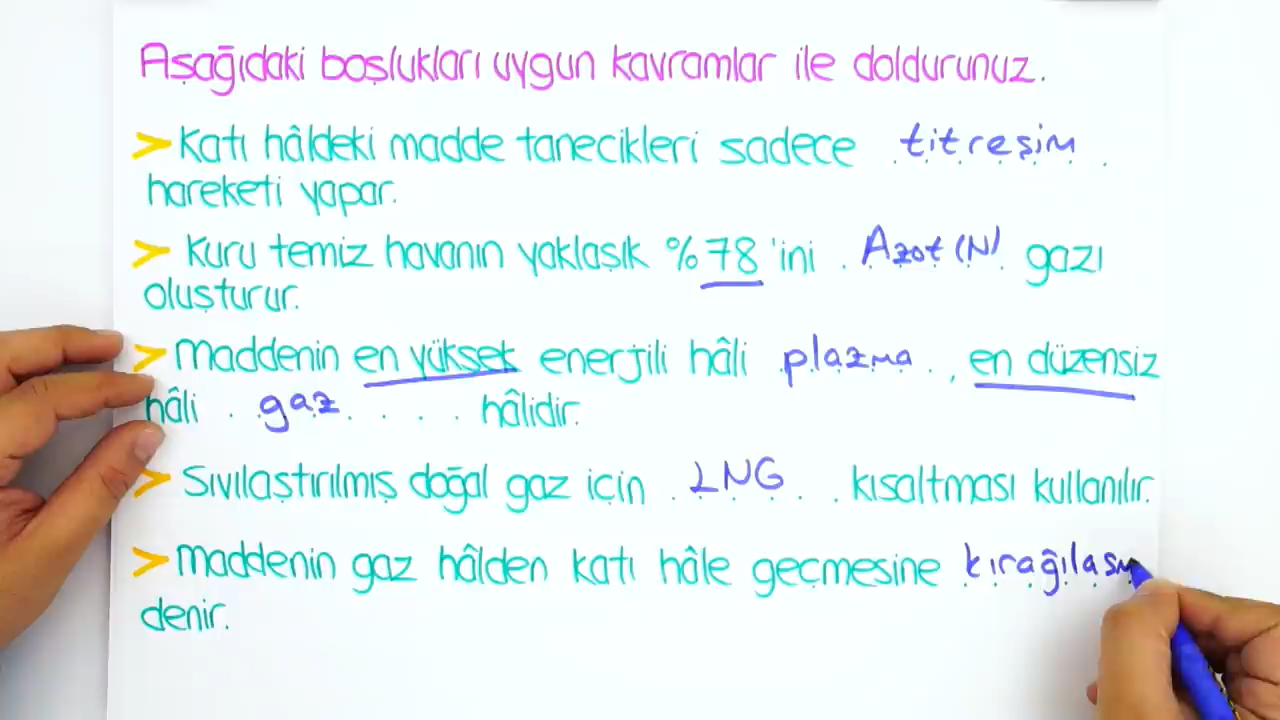 Aşağıdaki boşlukları uygun kavramlar ile doldurunuz.
> Katı hâldeki madde tanecikleri sadece titreşim .
hareketi yapar.
> Kuru temiz havanın yaklaşık %78'ini . Azot (N) gazı
oluşturur.
> Maddenin en yüksek enerjili hâli plazma . , en düzensiz
hâli . gaz . . . . hâlidir.
> Sıvılaştırılmış doğal gaz için . LNG . . kısaltması kullanılır.
> Maddenin gaz hâlden katı hâle geçmesine kırağılaşm
denir.